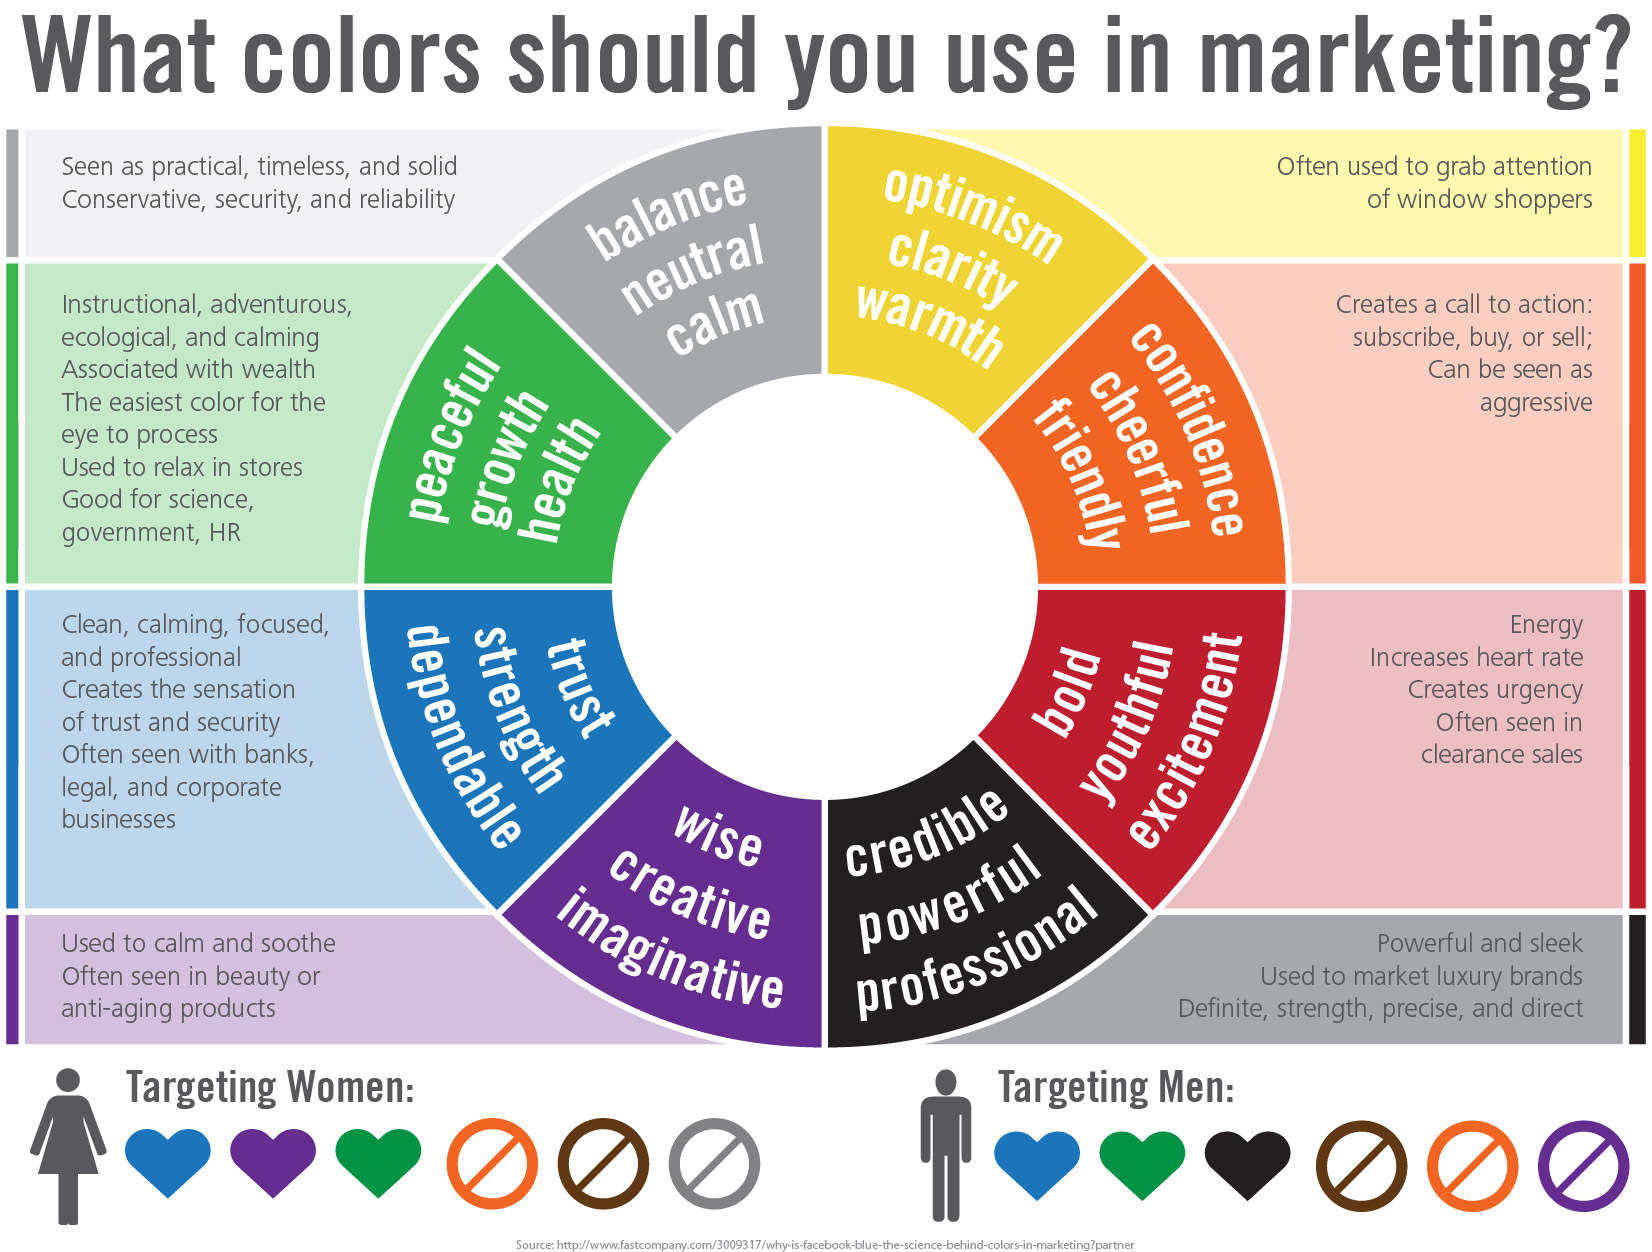 What colors should you use in marketing?
Seen as practical, timeless, and solid
Conservative, security, and reliability
balance
neutral
calm
optimism
clarity
warmth
Often used to grab attention
of window shoppers
Instructional, adventurous,
ecological, and calming
Associated with wealth
The easiest color for the
eye to process
Used to relax in stores
Good for science,
government, HR
peaceful
growth
health
confidence
cheerful
friendly
Creates a call to action:
subscribe, buy, or sell;
Can be seen as
aggressive
Clean, calming, focused,
and professional
Creates the sensation
of trust and security
Often seen with banks,
legal, and corporate
businesses
trust
strength
dependable
bold
youthful
excitement
Energy
Increases heart rate
Creates urgency
Often seen in
clearance sales
Used to calm and soothe
Often seen in beauty or
anti-aging products
wise
creative
imaginative
credible
powerful
professional
Powerful and sleek
Used to market luxury brands
Definite, strength, precise, and direct
Targeting Women:
Targeting Men:
Source: http://www.fastcompany.com/3009317/why-is-facebook-blue-the-science-behind-colors-in-marketing?partner